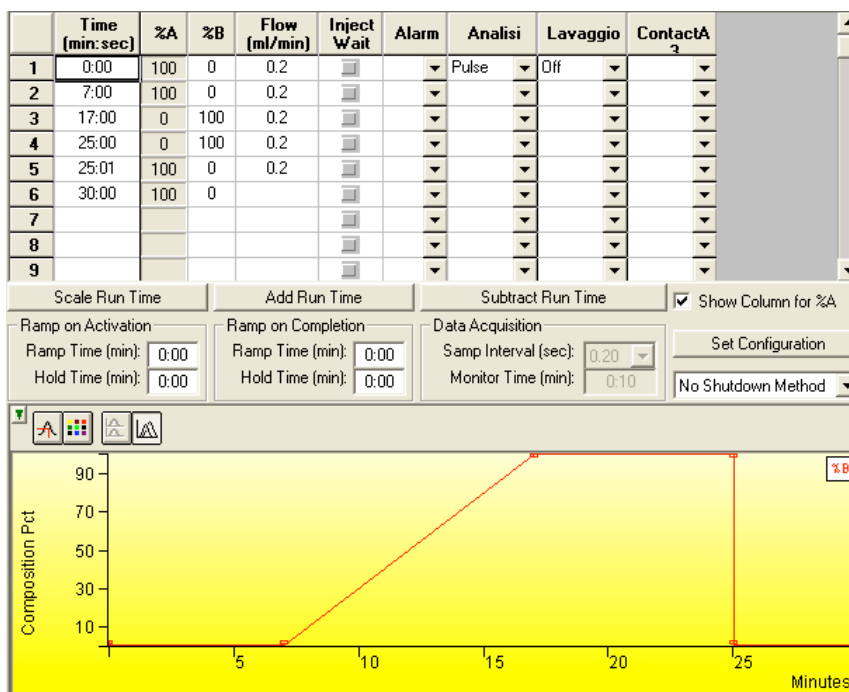 Time (min:sec) %A %B Flow (ml/min) Inject Wait Alarm Analisi Lavaggio ContactA 3
1 0:00 100 0 0.2 Pulse Off
2 7:00 100 0 0.2
3 17:00 0 100 0.2
4 25:00 0 100 0.2
5 25:01 100 0 0.2
6 30:00 100 0
7
8
9
Scale Run Time Add Run Time Subtract Run Time Show Column for %A
Ramp on Activation Ramp on Completion Data Acquisition Set Configuration
Ramp Time (min): 0:00 Ramp Time (min): 0:00 Samp Interval (sec): 0.20
Hold Time (min): 0:00 Hold Time (min): 0:00 Monitor Time (min): 0:10 No Shutdown Method
%B
90
70
50
30
10
Composition Pct
5 10 15 20 25
Minutes